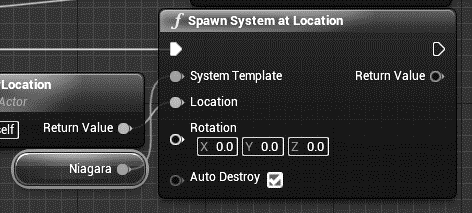 Spawn System at Location
System Template
Return Value
Location
Rotation
X 0.0 Y 0.0 Z 0.0
Auto Destroy
Location
Actor
elf
Return Value
Niagara